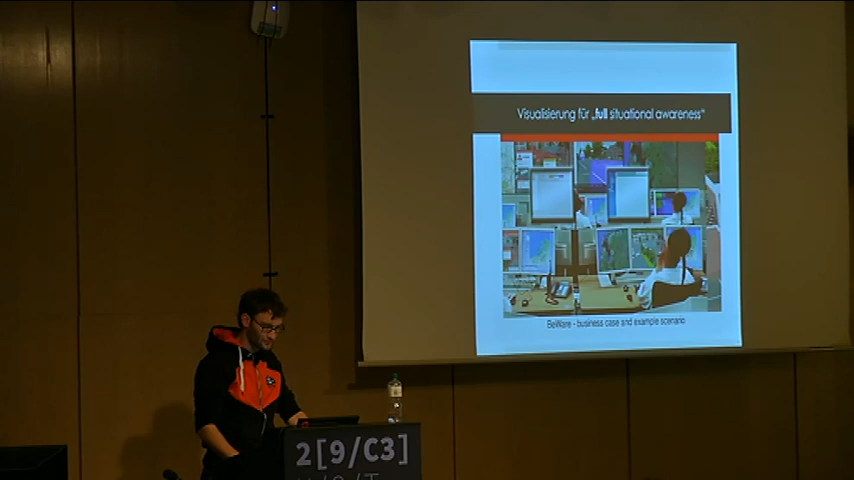 Visualisierung für „full situational awareness“
BeWare - business case and example scenario
2[9/C3]